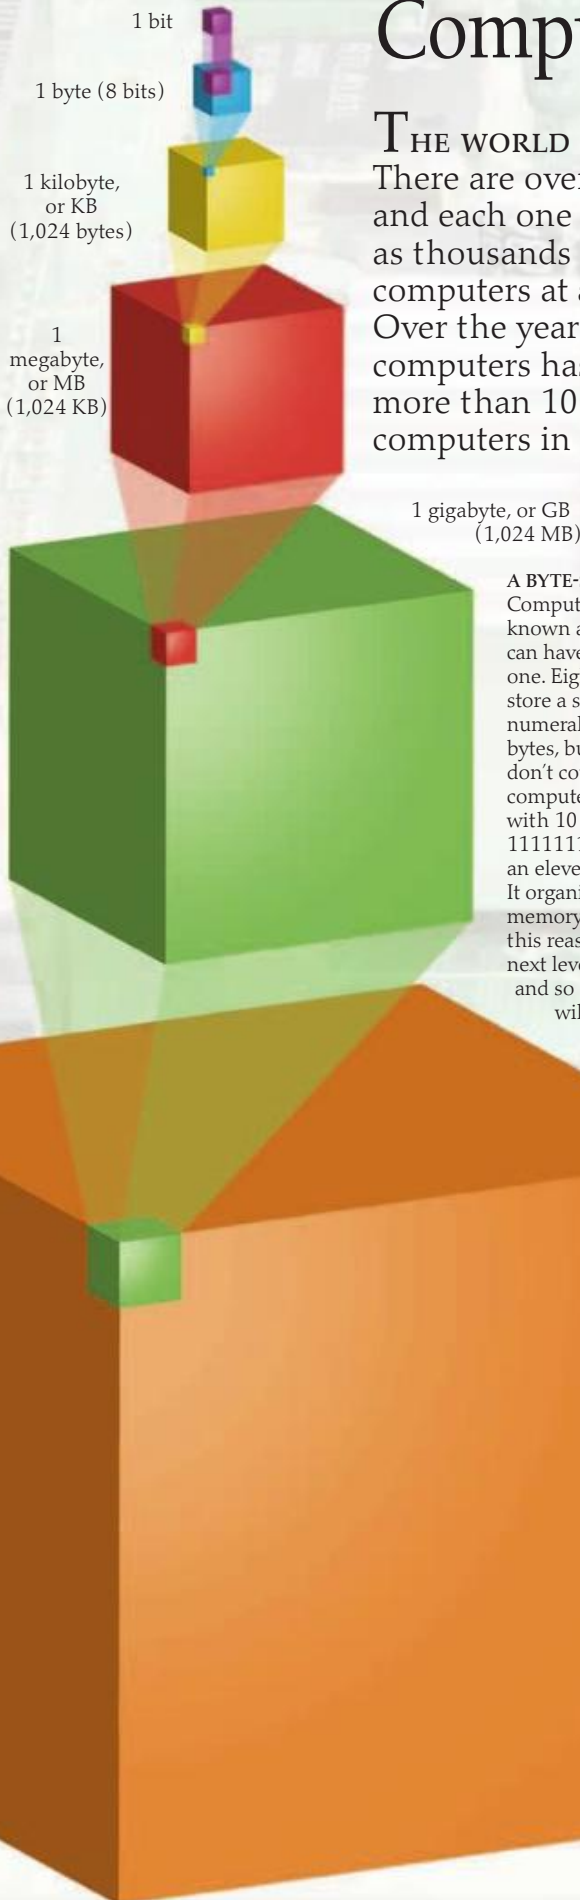 1 bit
1 byte (8 bits)
1 kilobyte,
or KB
(1,024 bytes)
1
megabyte,
or MB
(1,024 KB)
Compu
THE WORLD
There are over
and each one
as thousands
computers at a
Over the year
computers has
more than 10
computers in
1 gigabyte, or GB
(1,024 MB)
A BYTE-
Comput
known a
can have
one. Eig
store a s
numeral
bytes, bu
don't co
compute
with 10
1111111
an eleve
It organi
memory
this reas
next leve
and so
wil